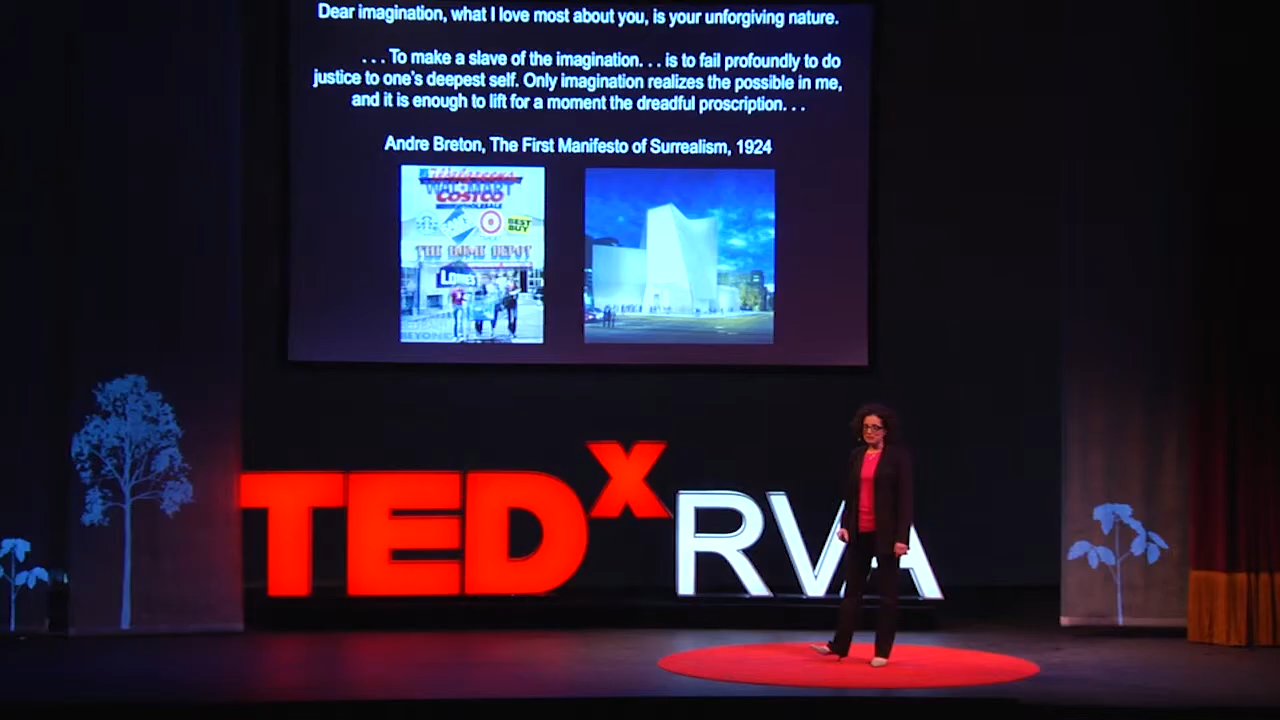 Dear imagination, what I love most about you, is your unforgiving nature.
. . . To make a slave of the imagination. . . is to fail profoundly to do
justice to one's deepest self. Only imagination realizes the possible in me,
and it is enough to lift for a moment the dreadful proscription. . .
Andre Breton, The First Manifesto of Surrealism, 1924
WAL-MART
COSTCO
WHOLESALE
BEST
BUY
THE HOME DEPOT
LOWE'S
BEYOND
TEDx RVA